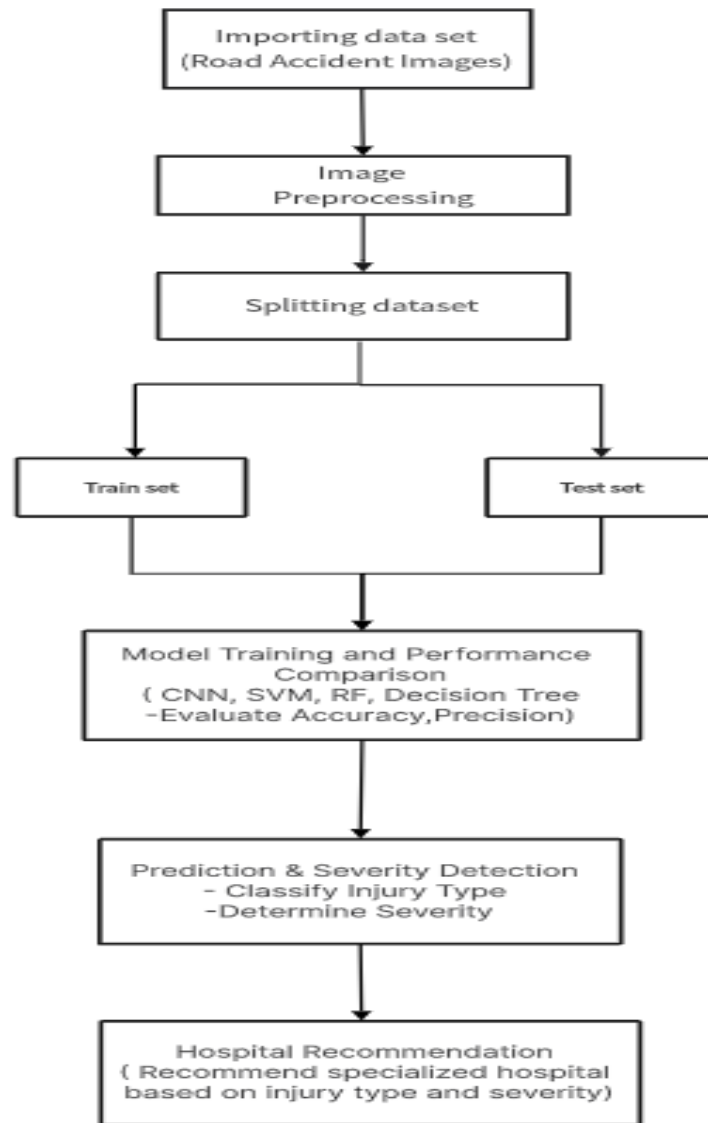 Importing data set
(Road Accident Images)
Image
Preprocessing
Splitting dataset
Train set
Test set
Model Training and Performance
Comparison
( CNN, SVM, RF, Decision Tree
-Evaluate Accuracy,Precision)
Prediction & Severity Detection
- Classify Injury Type
-Determine Severity
Hospital Recommendation
( Recommend specialized hospital
based on injury type and severity)